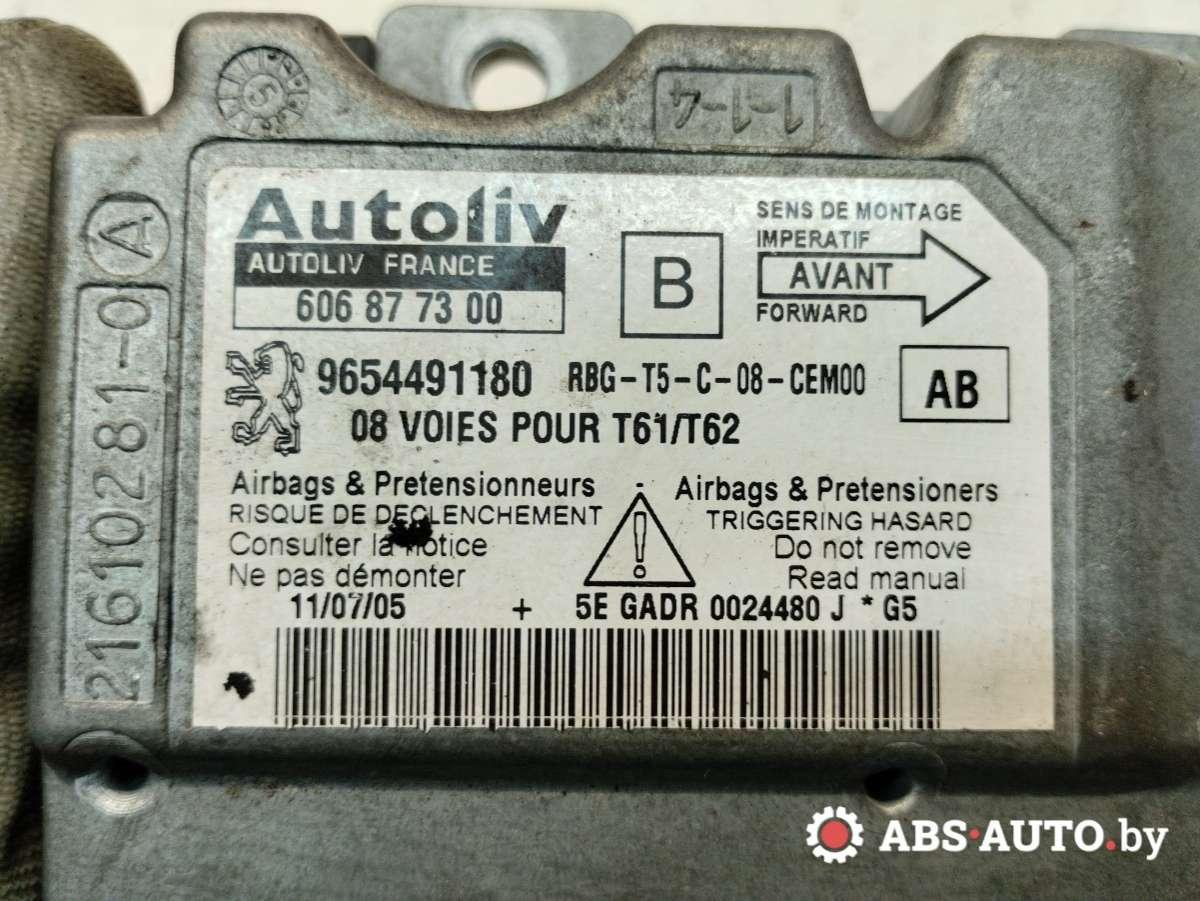 5
1-1-4
A
21610281-0
Autoliv
AUTOLIV FRANCE
606 87 73 00
B
SENS DE MONTAGE
IMPERATIF
AVANT
FORWARD
9654491180 RBG-T5-C-08-CEM00
AB
08 VOIES POUR T61/T62
Airbags & Pretensionneurs
RISQUE DE DECLENCHEMENT
Consulter la notice
Ne pas démonter
!
Airbags & Pretensioners
TRIGGERING HASARD
Do not remove
Read manual
11/07/05 + 5E GADR 0024480 J * G5
ABS-AUTO.by